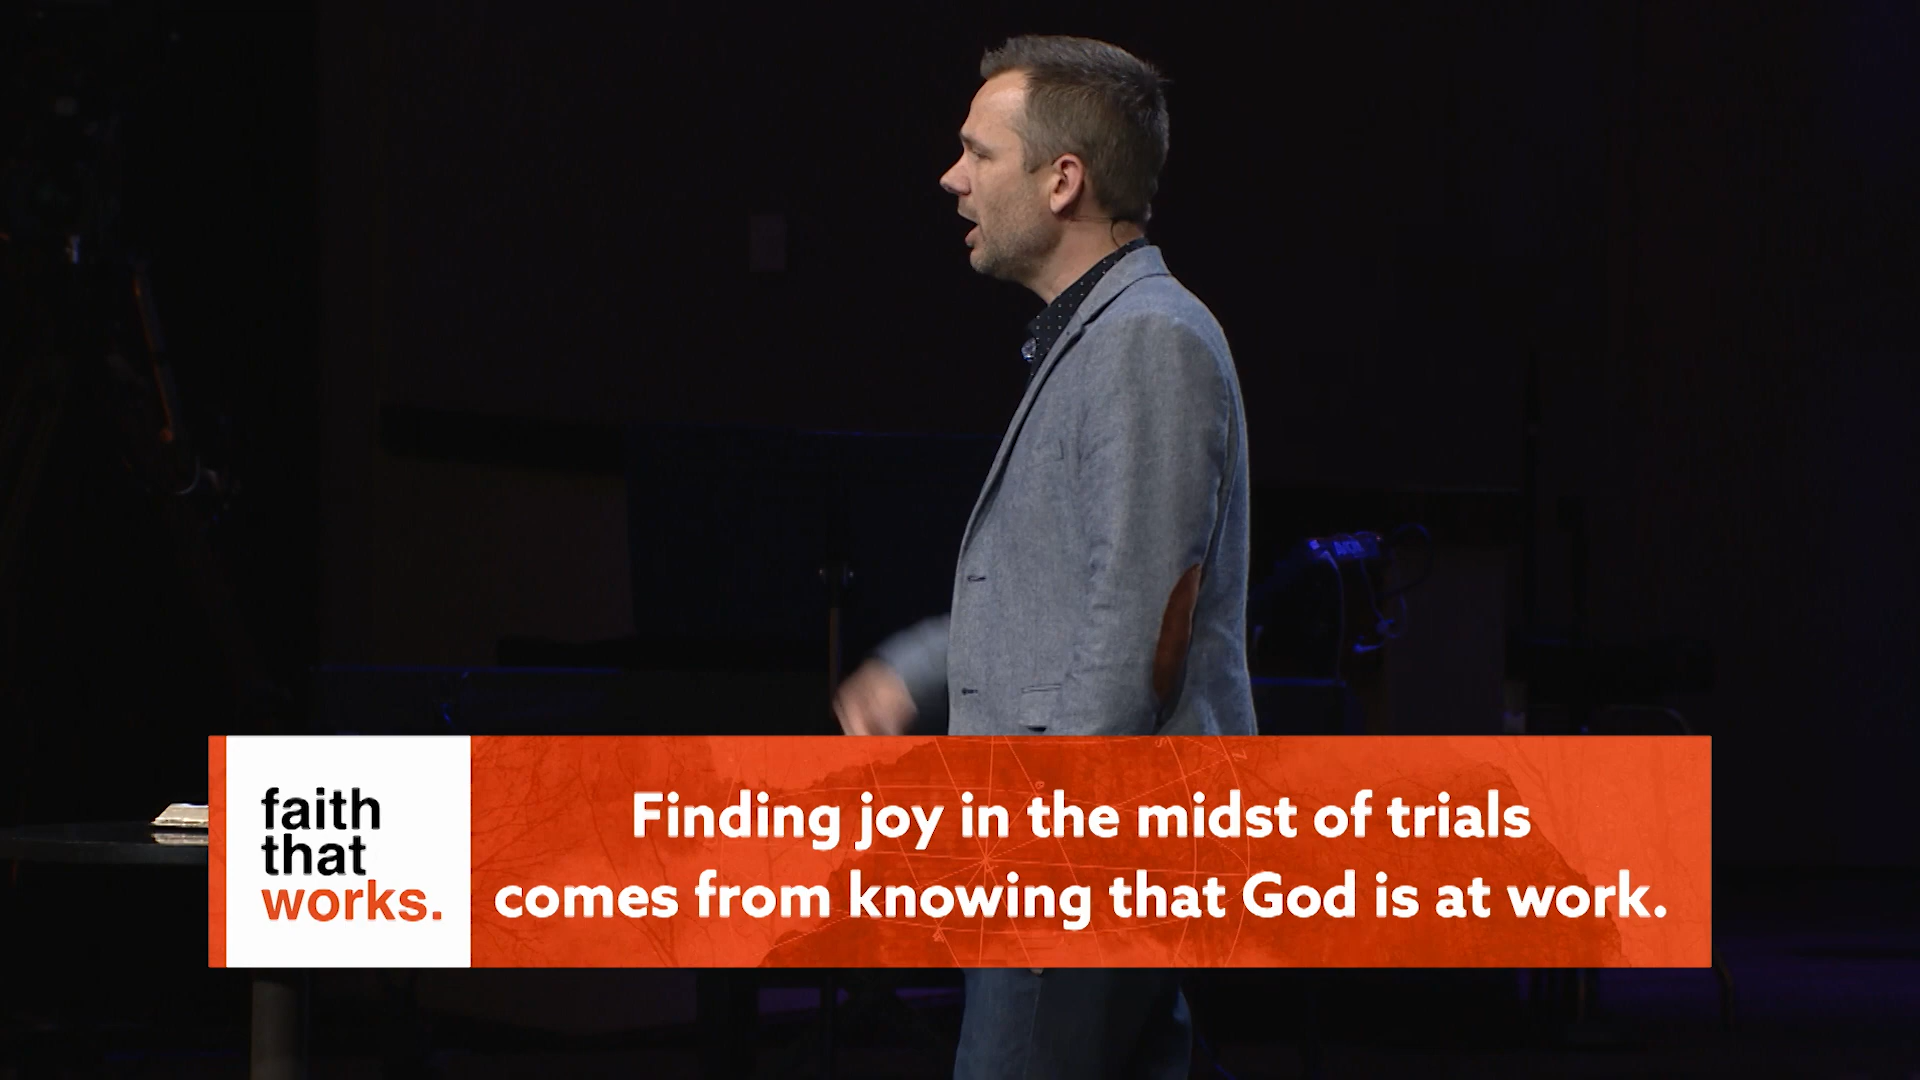 faith
that
works.
Finding joy in the midst of trials
comes from knowing that God is at work.